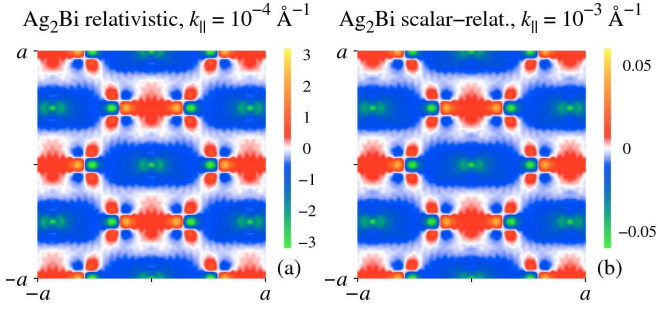 Ag₂Bi relativistic, k∥ = 10⁻⁴ Å⁻¹
a
−a
−a
a
3
2
1
0
−1
−2
−3
(a)
Ag₂Bi scalar−relat., k∥ = 10⁻³ Å⁻¹
a
−a
−a
a
0.05
0
−0.05
(b)